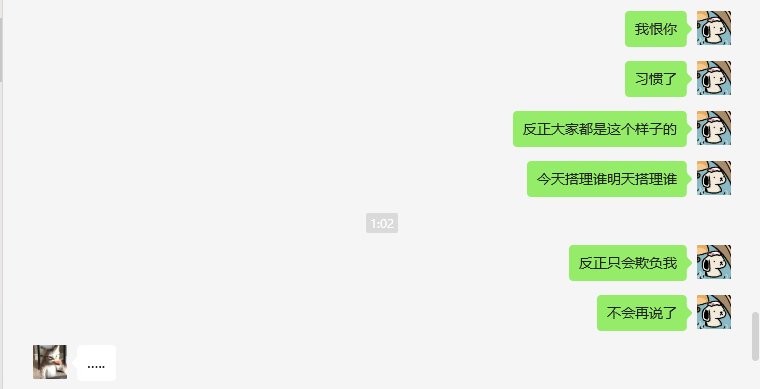 我恨你
习惯了
反正大家都是这个样子的
今天搭理谁明天搭理谁
1:02
反正只会欺负我
不会再说了
.....